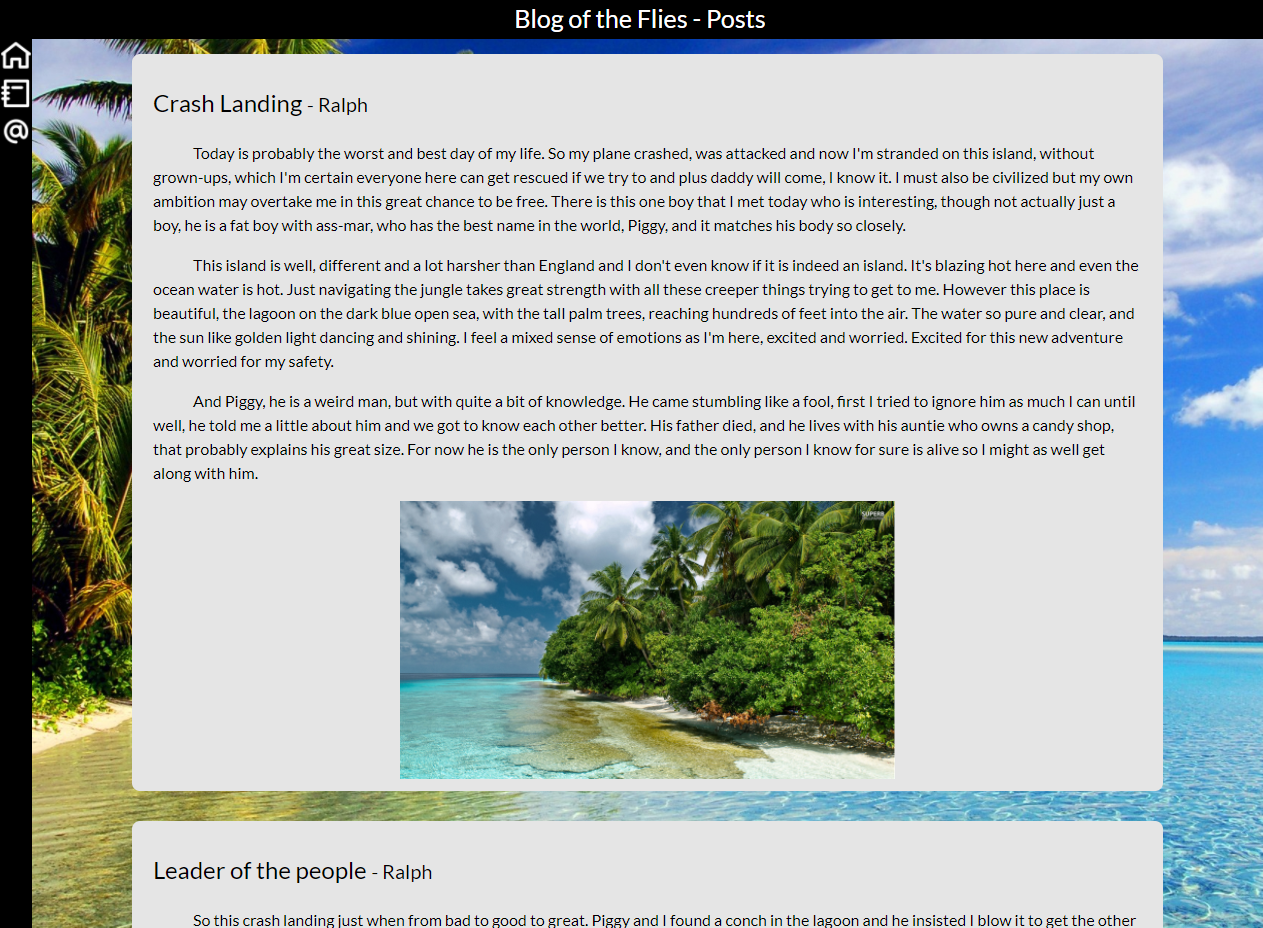 Blog of the Flies - Posts
@
Crash Landing - Ralph
Today is probably the worst and best day of my life. So my plane crashed, was attacked and now I'm stranded on this island, without
grown-ups, which I'm certain everyone here can get rescued if we try to and plus daddy will come, I know it. I must also be civilized but my own
ambition may overtake me in this great chance to be free. There is this one boy that I met today who is interesting, though not actually just a
boy, he is a fat boy with ass-mar, who has the best name in the world, Piggy, and it matches his body so closely.
This island is well, different and a lot harsher than England and I don't even know if it is indeed an island. It's blazing hot here and even the
ocean water is hot. Just navigating the jungle takes great strength with all these creeper things trying to get to me. However this place is
beautiful, the lagoon on the dark blue open sea, with the tall palm trees, reaching hundreds of feet into the air. The water so pure and clear, and
the sun like golden light dancing and shining. I feel a mixed sense of emotions as I'm here, excited and worried. Excited for this new adventure
and worried for my safety.
And Piggy, he is a weird man, but with quite a bit of knowledge. He came stumbling like a fool, first I tried to ignore him as much I can until
well, he told me a little about him and we got to know each other better. His father died, and he lives with his auntie who owns a candy shop,
that probably explains his great size. For now he is the only person I know, and the only person I know for sure is alive so I might as well get
along with him.
SUPERB
Leader of the people - Ralph
So this crash landing just when from bad to good to great. Piggy and I found a conch in the lagoon and he insisted I blow it to get the other